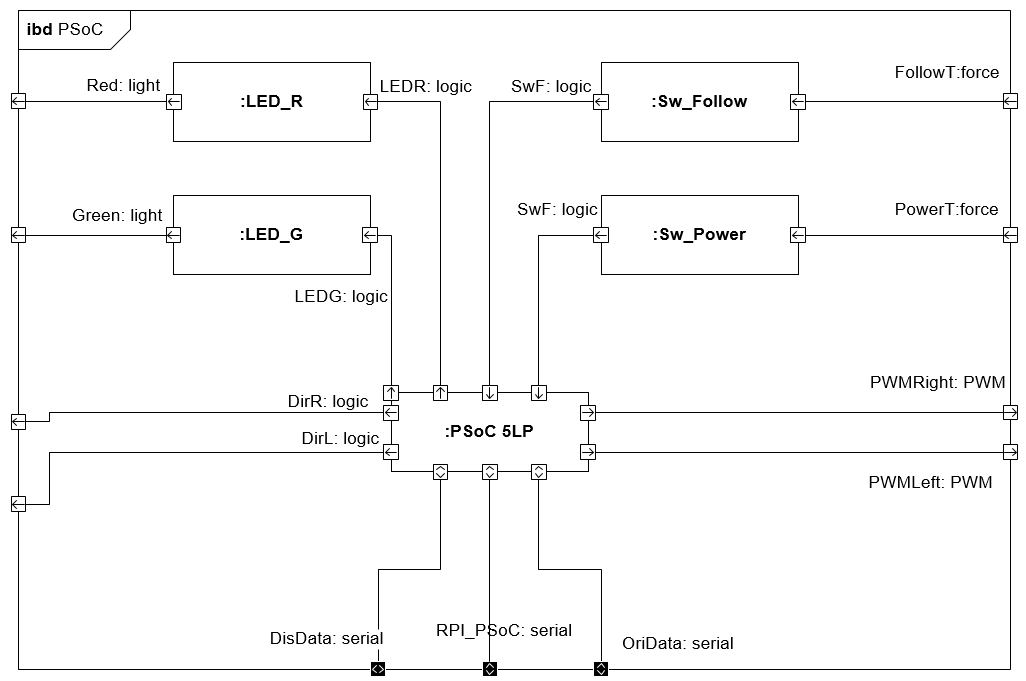 ibd PSoC
Red: light
:LED_R
LEDR: logic
SwF: logic
:Sw_Follow
FollowT:force
Green: light
:LED_G
LEDG: logic
SwF: logic
:Sw_Power
PowerT:force
DirR: logic
DirL: logic
:PSoC 5LP
PWMRight: PWM
PWMLeft: PWM
DisData: serial
RPI_PSoC: serial
OriData: serial